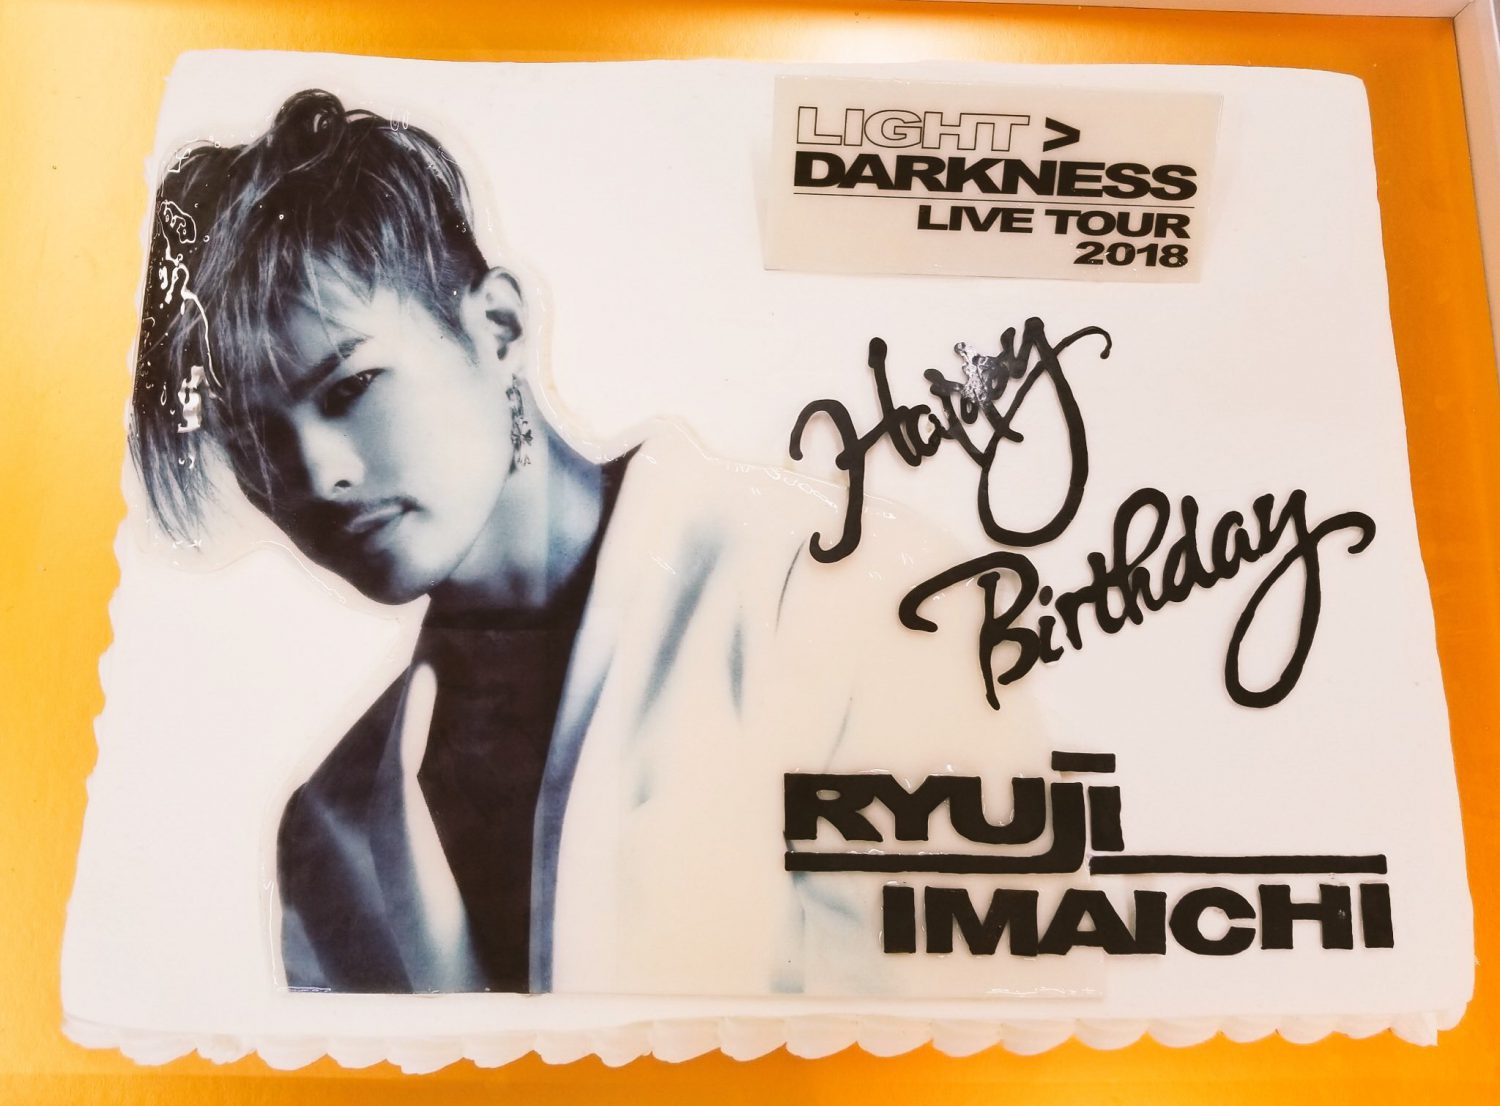 LIGHT >
DARKNESS
LIVE TOUR
2018
Happy
Birthday
RYUJI
IMAICHI